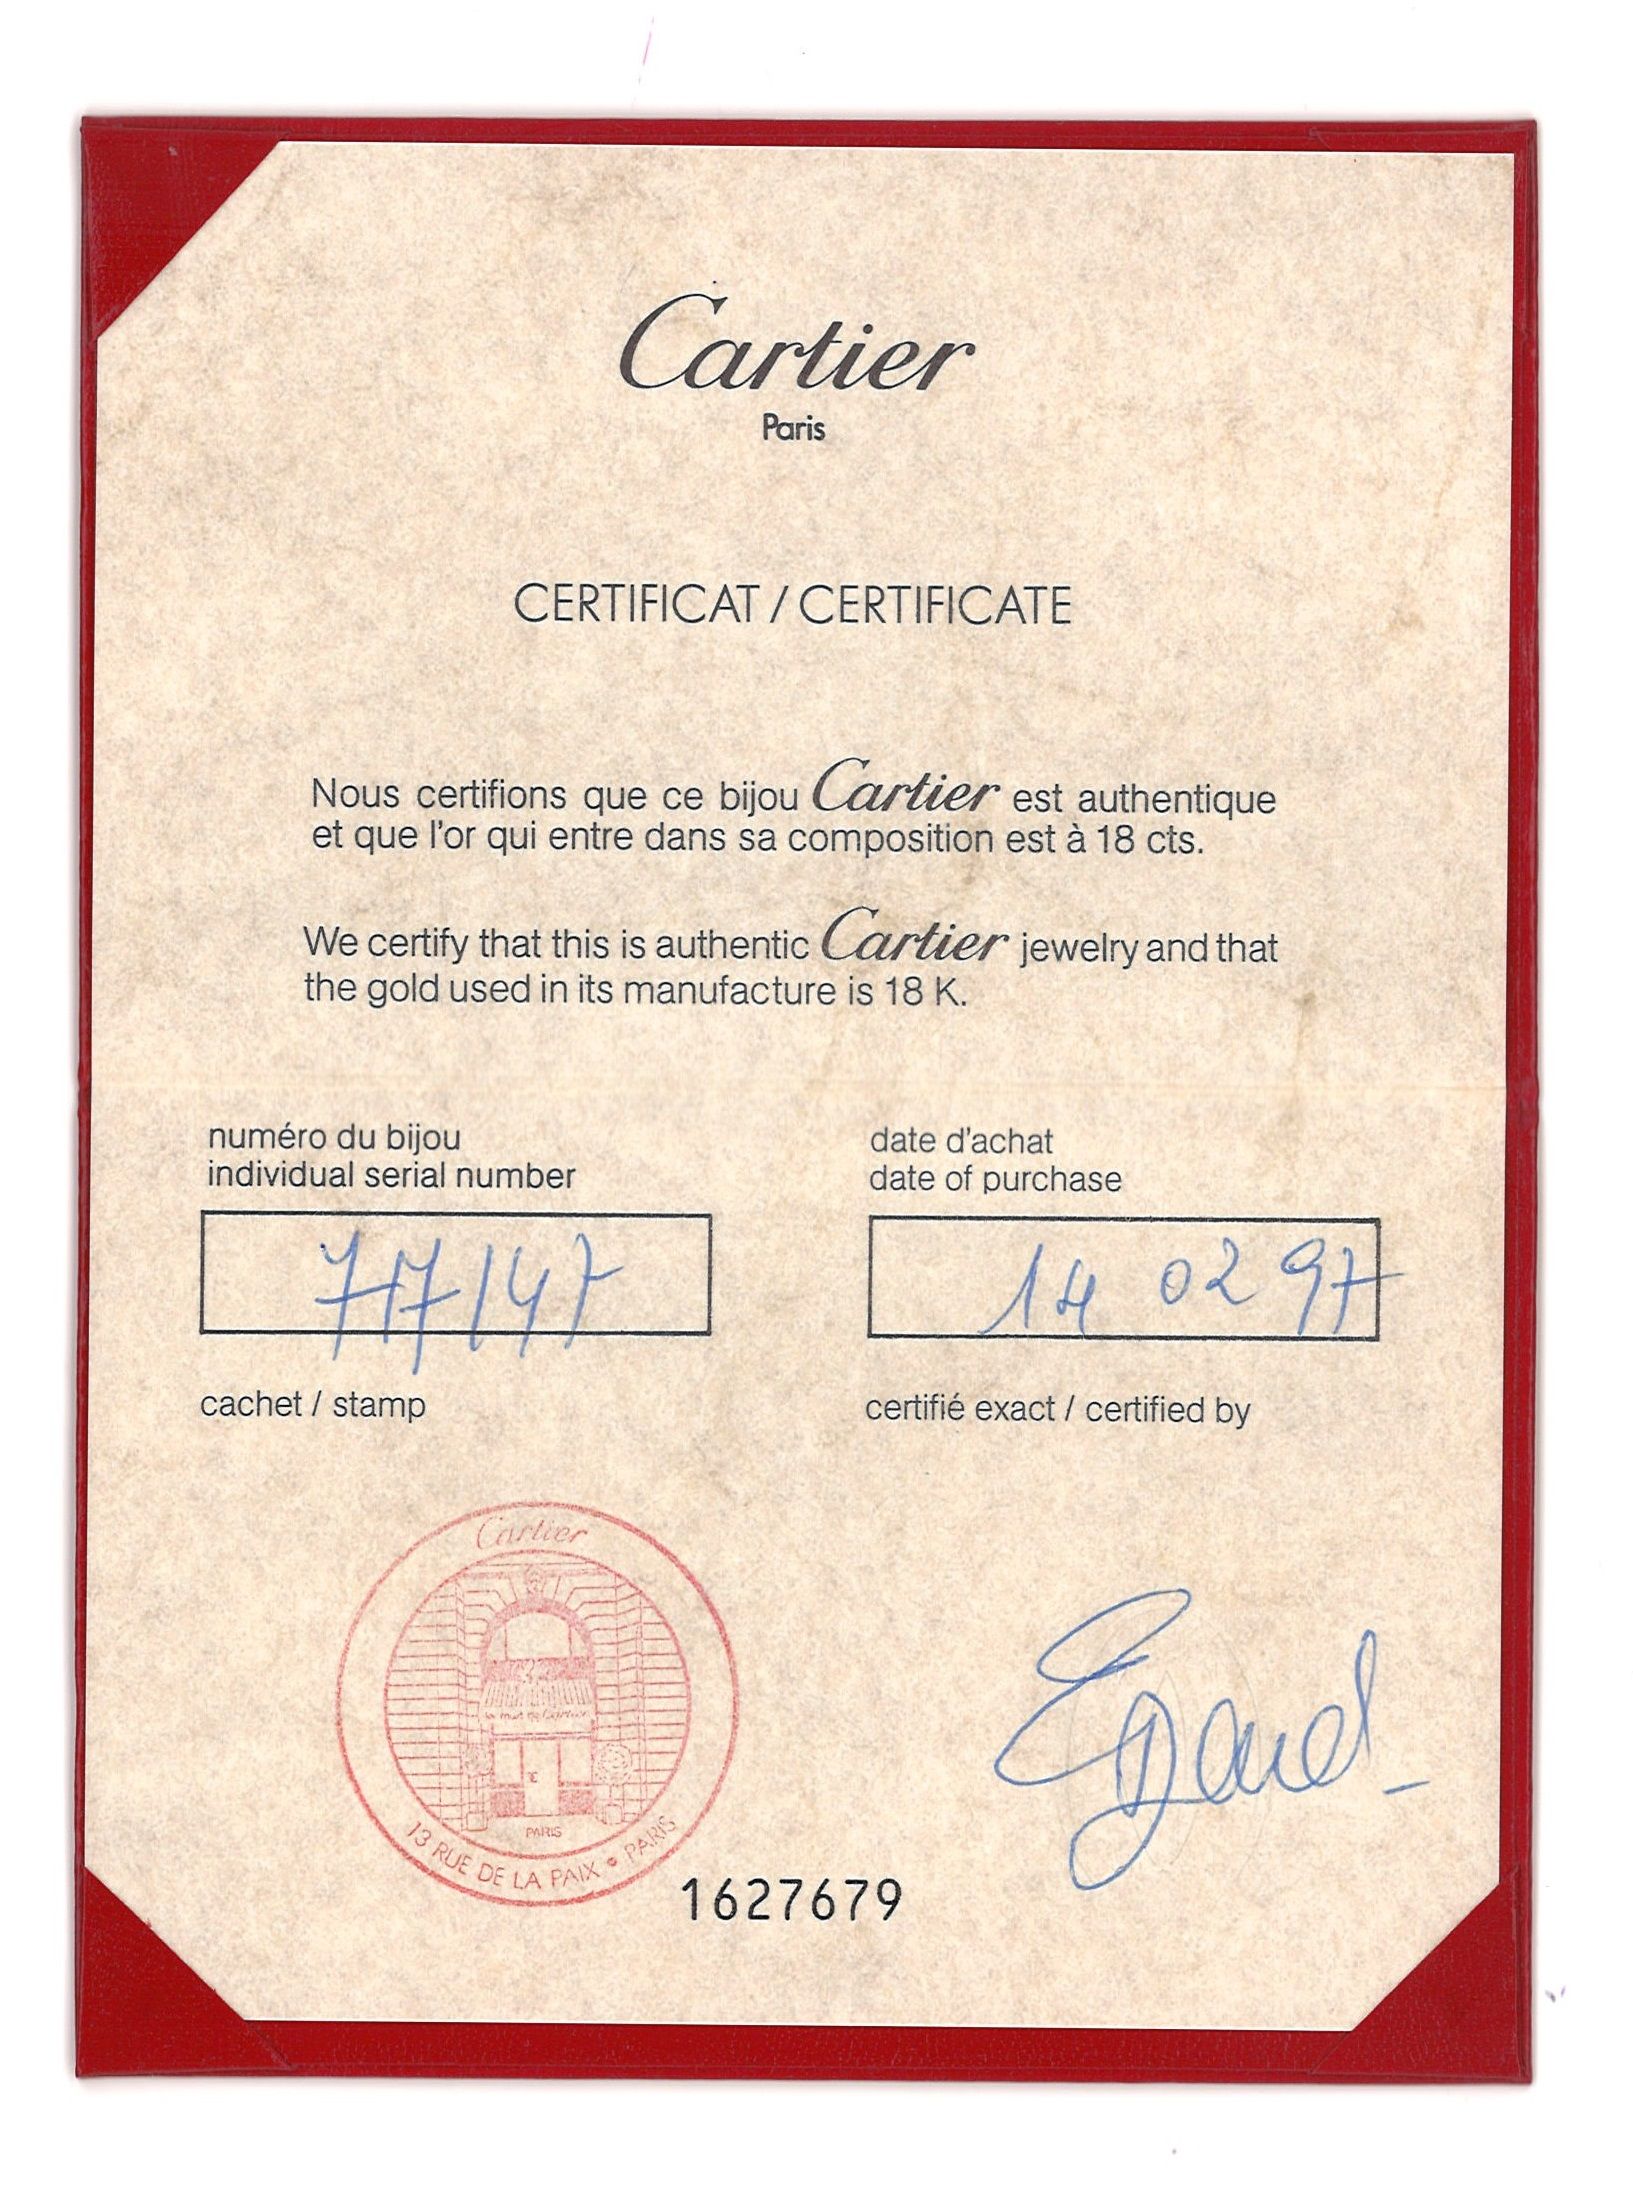 Cartier
Paris
CERTIFICAT / CERTIFICATE
Nous certifions que ce bijou Cartier est authentique
et que l'or qui entre dans sa composition est à 18 cts.
We certify that this is authentic Cartier jewelry and that
the gold used in its manufacture is 18 K.
numéro du bijou
individual serial number
717147
date d'achat
date of purchase
14 02 97
cachet / stamp
certifié exact / certified by
Cartier
PARIS
13 RUE DE LA PAIX • PARIS
1627679